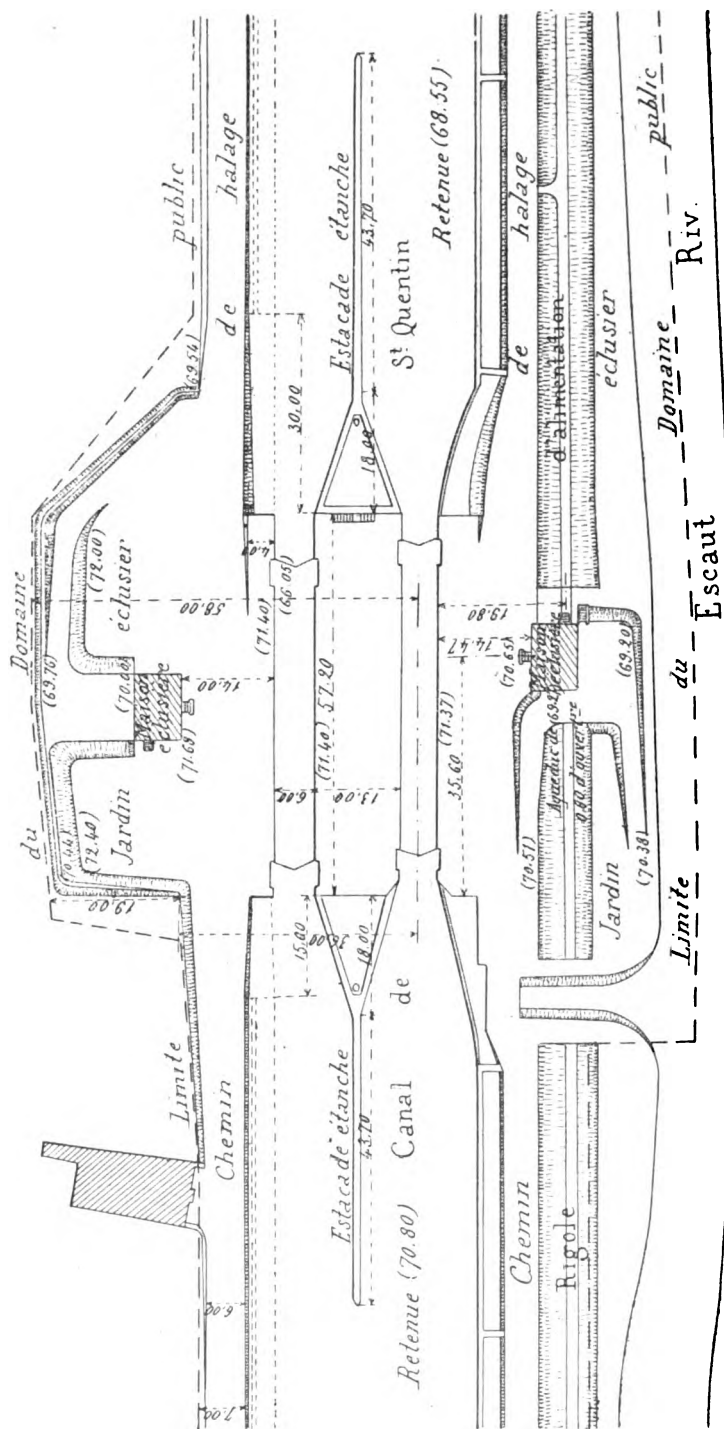 Domaine public
Limite du
(69.54)
Chemin de halage
(69.76)
(72.00)
éclusier
58.00
Maison
éclusière
(71.69)
14.00
(72.40)
Jardin
19.00
7.00
6.00
30.00
4.00
(71.40)
(66.05)
6.00
15.00
36.00
Estacade étanche
43.70
18.00
(71.40) 57.20
13.00
18.00
Estacade étanche
43.70
Canal de St Quentin
Retenue (70.80)
Retenue (68.55)
(71.37)
35.60
14.47
19.80
(70.65)
Chemin de halage
Maison
éclusière
(70.51)
Rigole d'alimentation
Jardin éclusier
(69.20)
(70.38)
Limite du Domaine public
Riv. Escaut